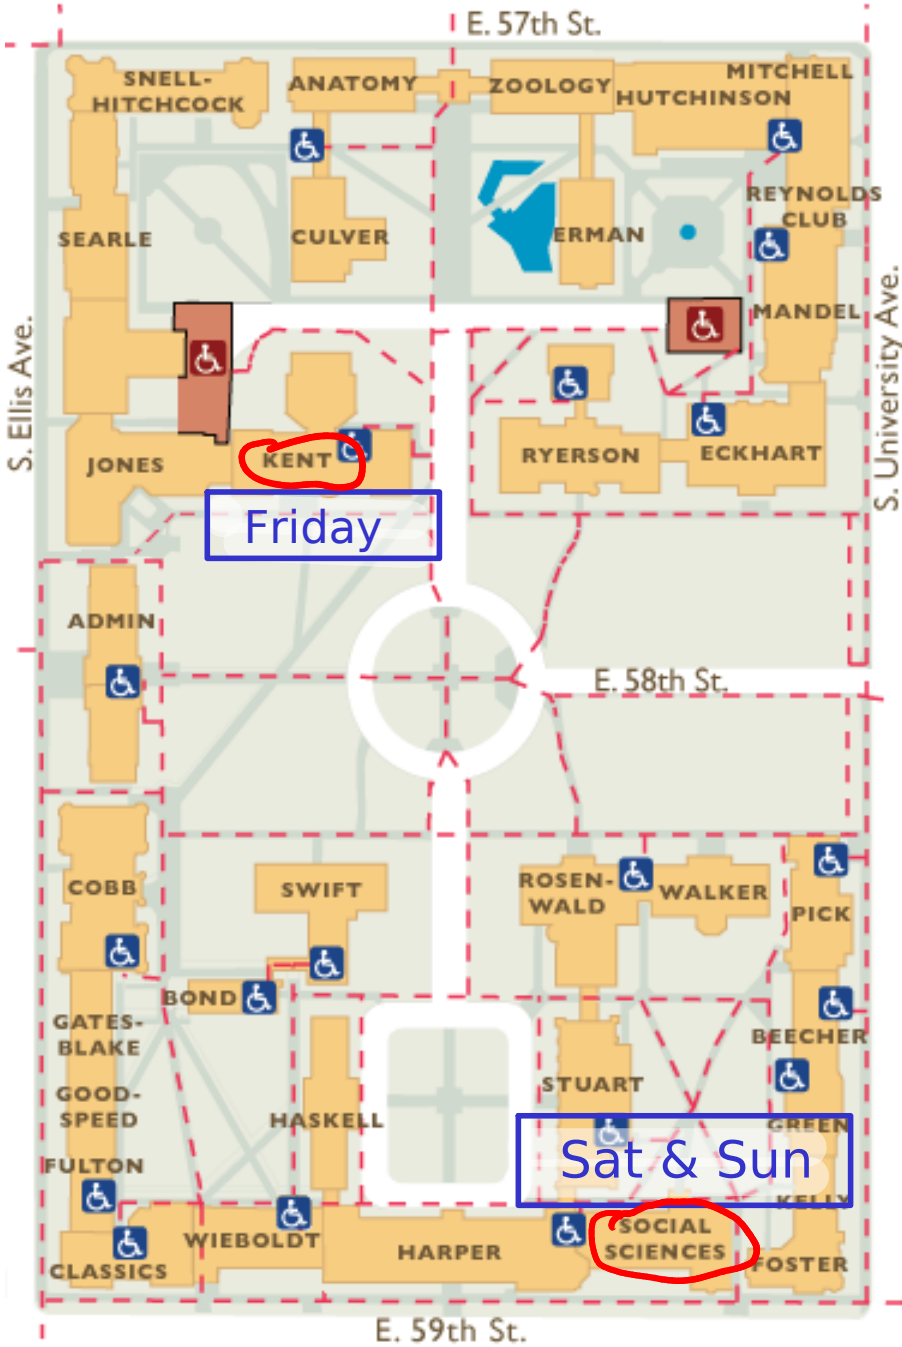 E. 57th St.
SNELL-
HITCHCOCK
ANATOMY
ZOOLOGY
MITCHELL
HUTCHINSON
REYNOLDS
CLUB
SEARLE
CULVER
ERMAN
MANDEL
S. Ellis Ave.
S. University Ave.
JONES
KENT
RYERSON
ECKHART
Friday
ADMIN
E. 58th St.
COBB
SWIFT
ROSEN-
WALD
WALKER
PICK
BOND
GATES-
BLAKE
BEECHER
GOOD-
SPEED
HASKELL
STUART
GREEN
Sat & Sun
FULTON
KELLY
WIEBOLDT
HARPER
SOCIAL
SCIENCES
CLASSICS
FOSTER
E. 59th St.